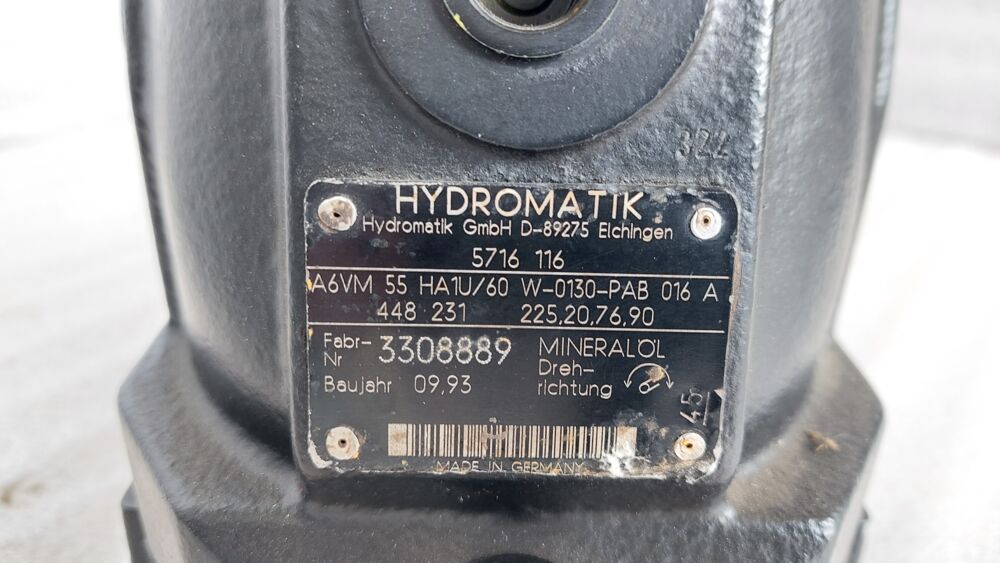 322
HYDROMATIK
Hydromatik GmbH D-89275 Elchingen
5716 116
A6VM 55 HA1U/60 W-0130-PAB 016 A
448 231 225,20,76,90
Fabr-Nr 3308889 MINERALÖL
Baujahr 09,93 Dreh-richtung
45
MADE IN GERMANY